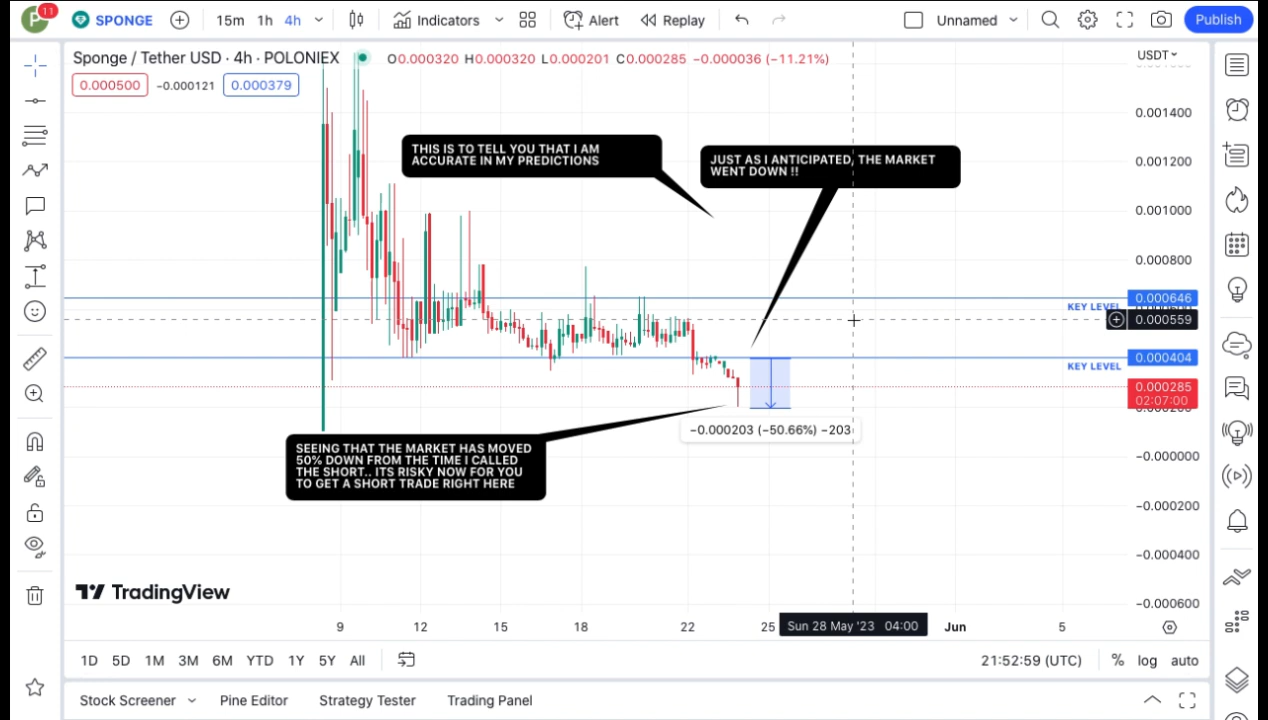 P 11 SPONGE 15m 1h 4h Indicators Alert Replay Unnamed Publish
Sponge / Tether USD · 4h · POLONIEX O0.000320 H0.000320 L0.000201 C0.000285 −0.000036 (−11.21%) USDT
0.000500 −0.000121 0.000379
0.001400
THIS IS TO TELL YOU THAT I AM
ACCURATE IN MY PREDICTIONS
JUST AS I ANTICIPATED, THE MARKET
WENT DOWN !!
0.001200
0.001000
0.000800
0.000646
KEY LEVEL
0.000559
0.000404
KEY LEVEL
0.000285
02:07:00
−0.000203 (−50.66%) −203
SEEING THAT THE MARKET HAS MOVED
50% DOWN FROM THE TIME I CALLED
THE SHORT.. ITS RISKY NOW FOR YOU
TO GET A SHORT TRADE RIGHT HERE
−0.000000
−0.000200
−0.000400
−0.000600
TradingView
9 12 15 18 22 25 Sun 28 May '23 04:00 Jun 5
1D 5D 1M 3M 6M YTD 1Y 5Y All 21:52:59 (UTC) % log auto
Stock Screener Pine Editor Strategy Tester Trading Panel